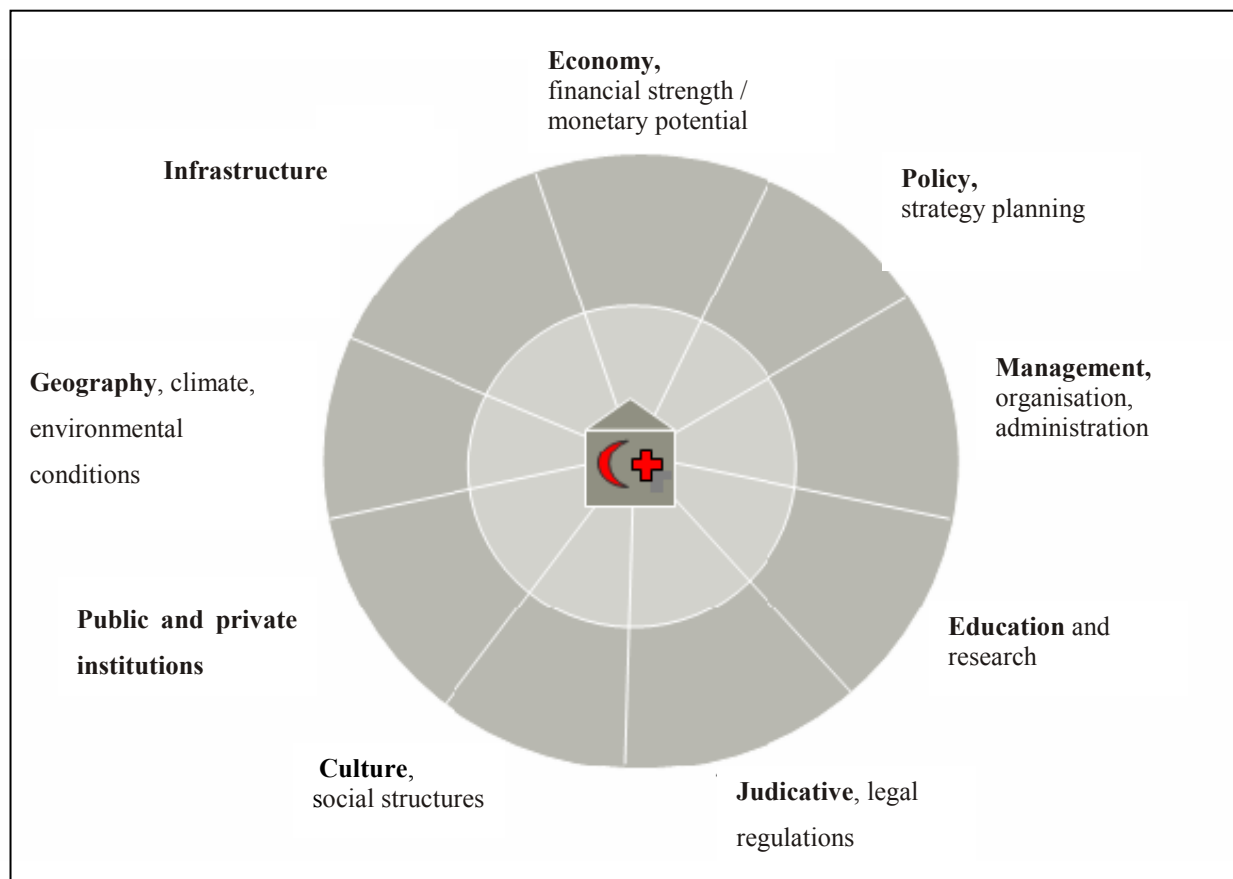 Economy,
financial strength /
monetary potential
Infrastructure
Policy,
strategy planning
Geography, climate,
environmental
conditions
Management,
organisation,
administration
Public and private
institutions
Education and
research
Culture,
social structures
Judicative, legal
regulations